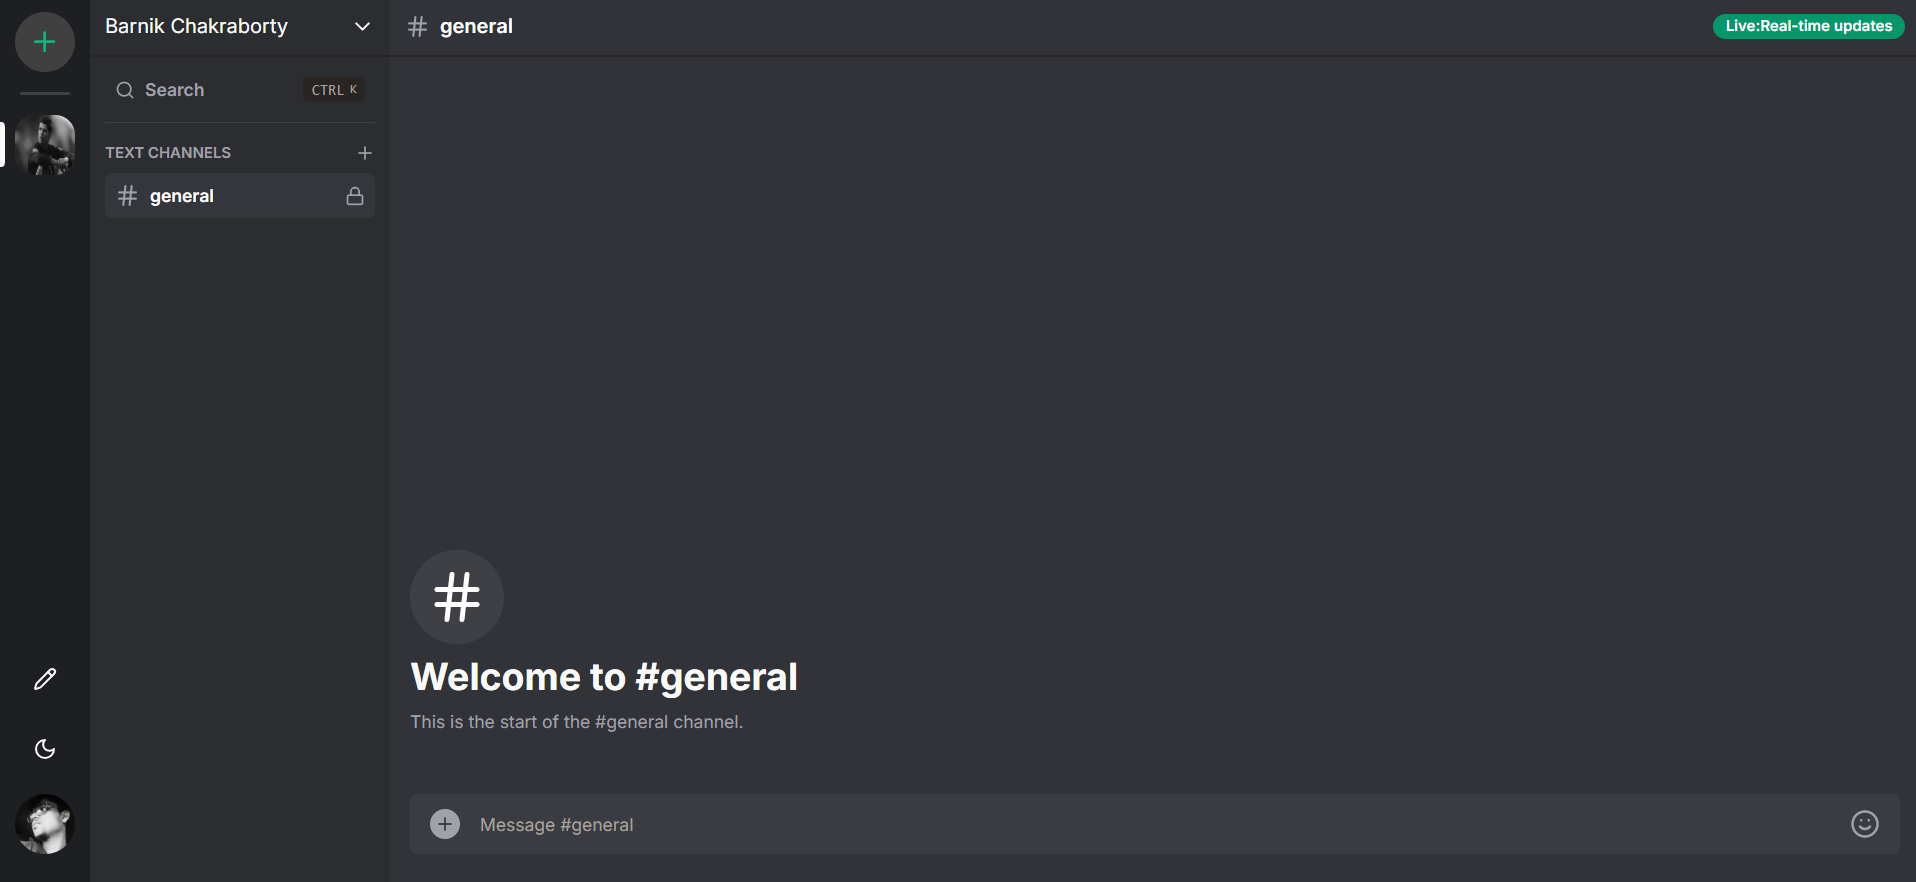 Barnik Chakraborty
# general
Live:Real-time updates
Search
CTRL K
TEXT CHANNELS
# general
#
Welcome to #general
This is the start of the #general channel.
Message #general